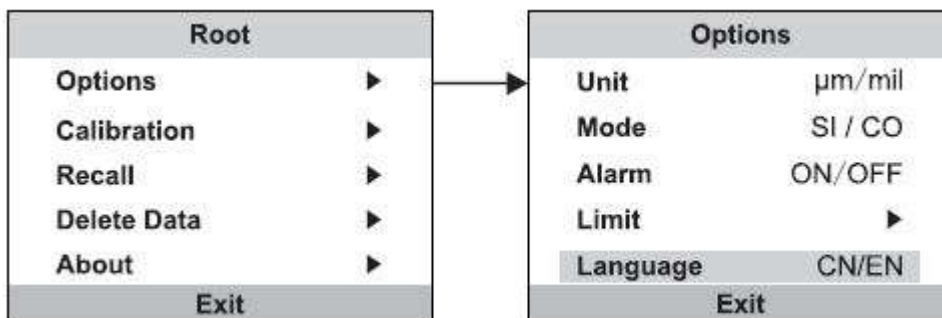 Root
Options ▶
Calibration ▶
Recall ▶
Delete Data ▶
About ▶
Exit
Options
Unit μm/mil
Mode SI / CO
Alarm ON/OFF
Limit ▶
Language CN/EN
Exit